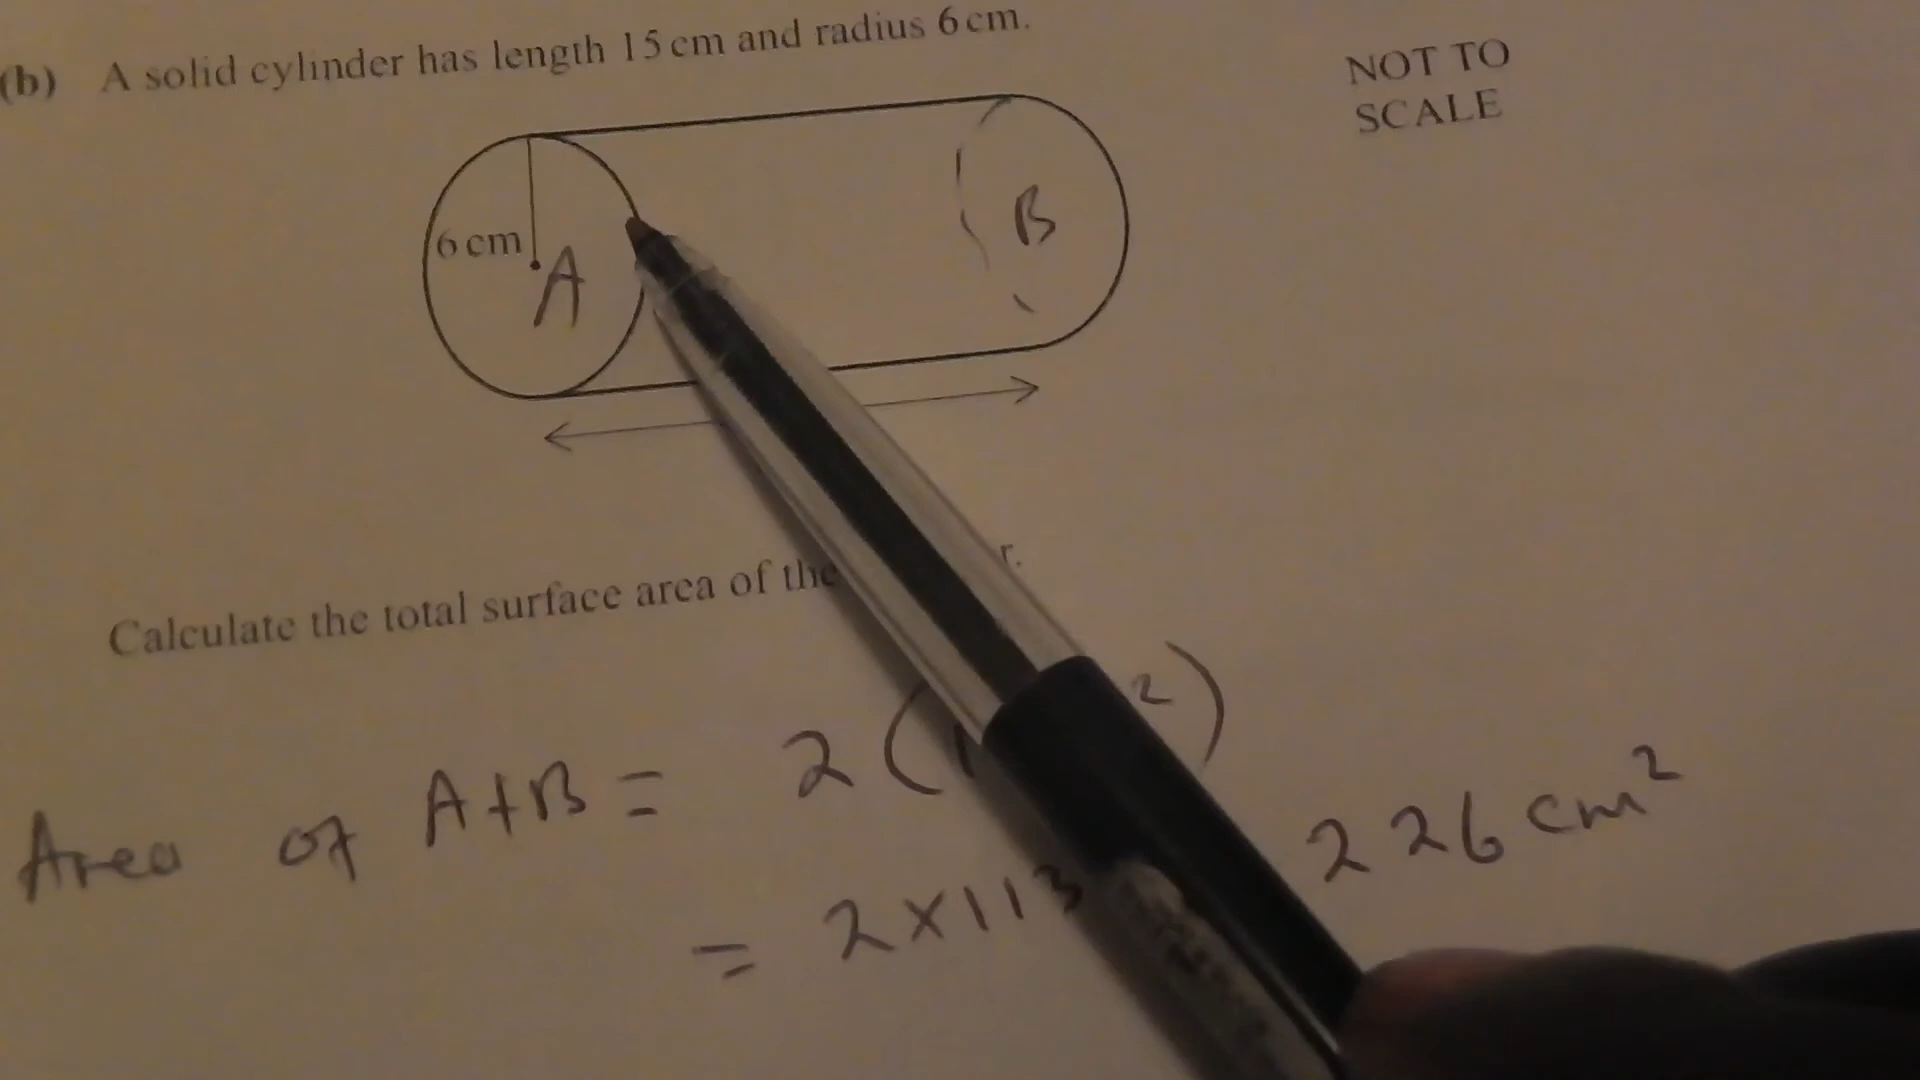 (b) A solid cylinder has length 15 cm and radius 6 cm.
NOT TO
SCALE
6 cm
A
B
Calculate the total surface area of the
Area of A+B = 2 ( 2 )
= 2×113 226 cm²